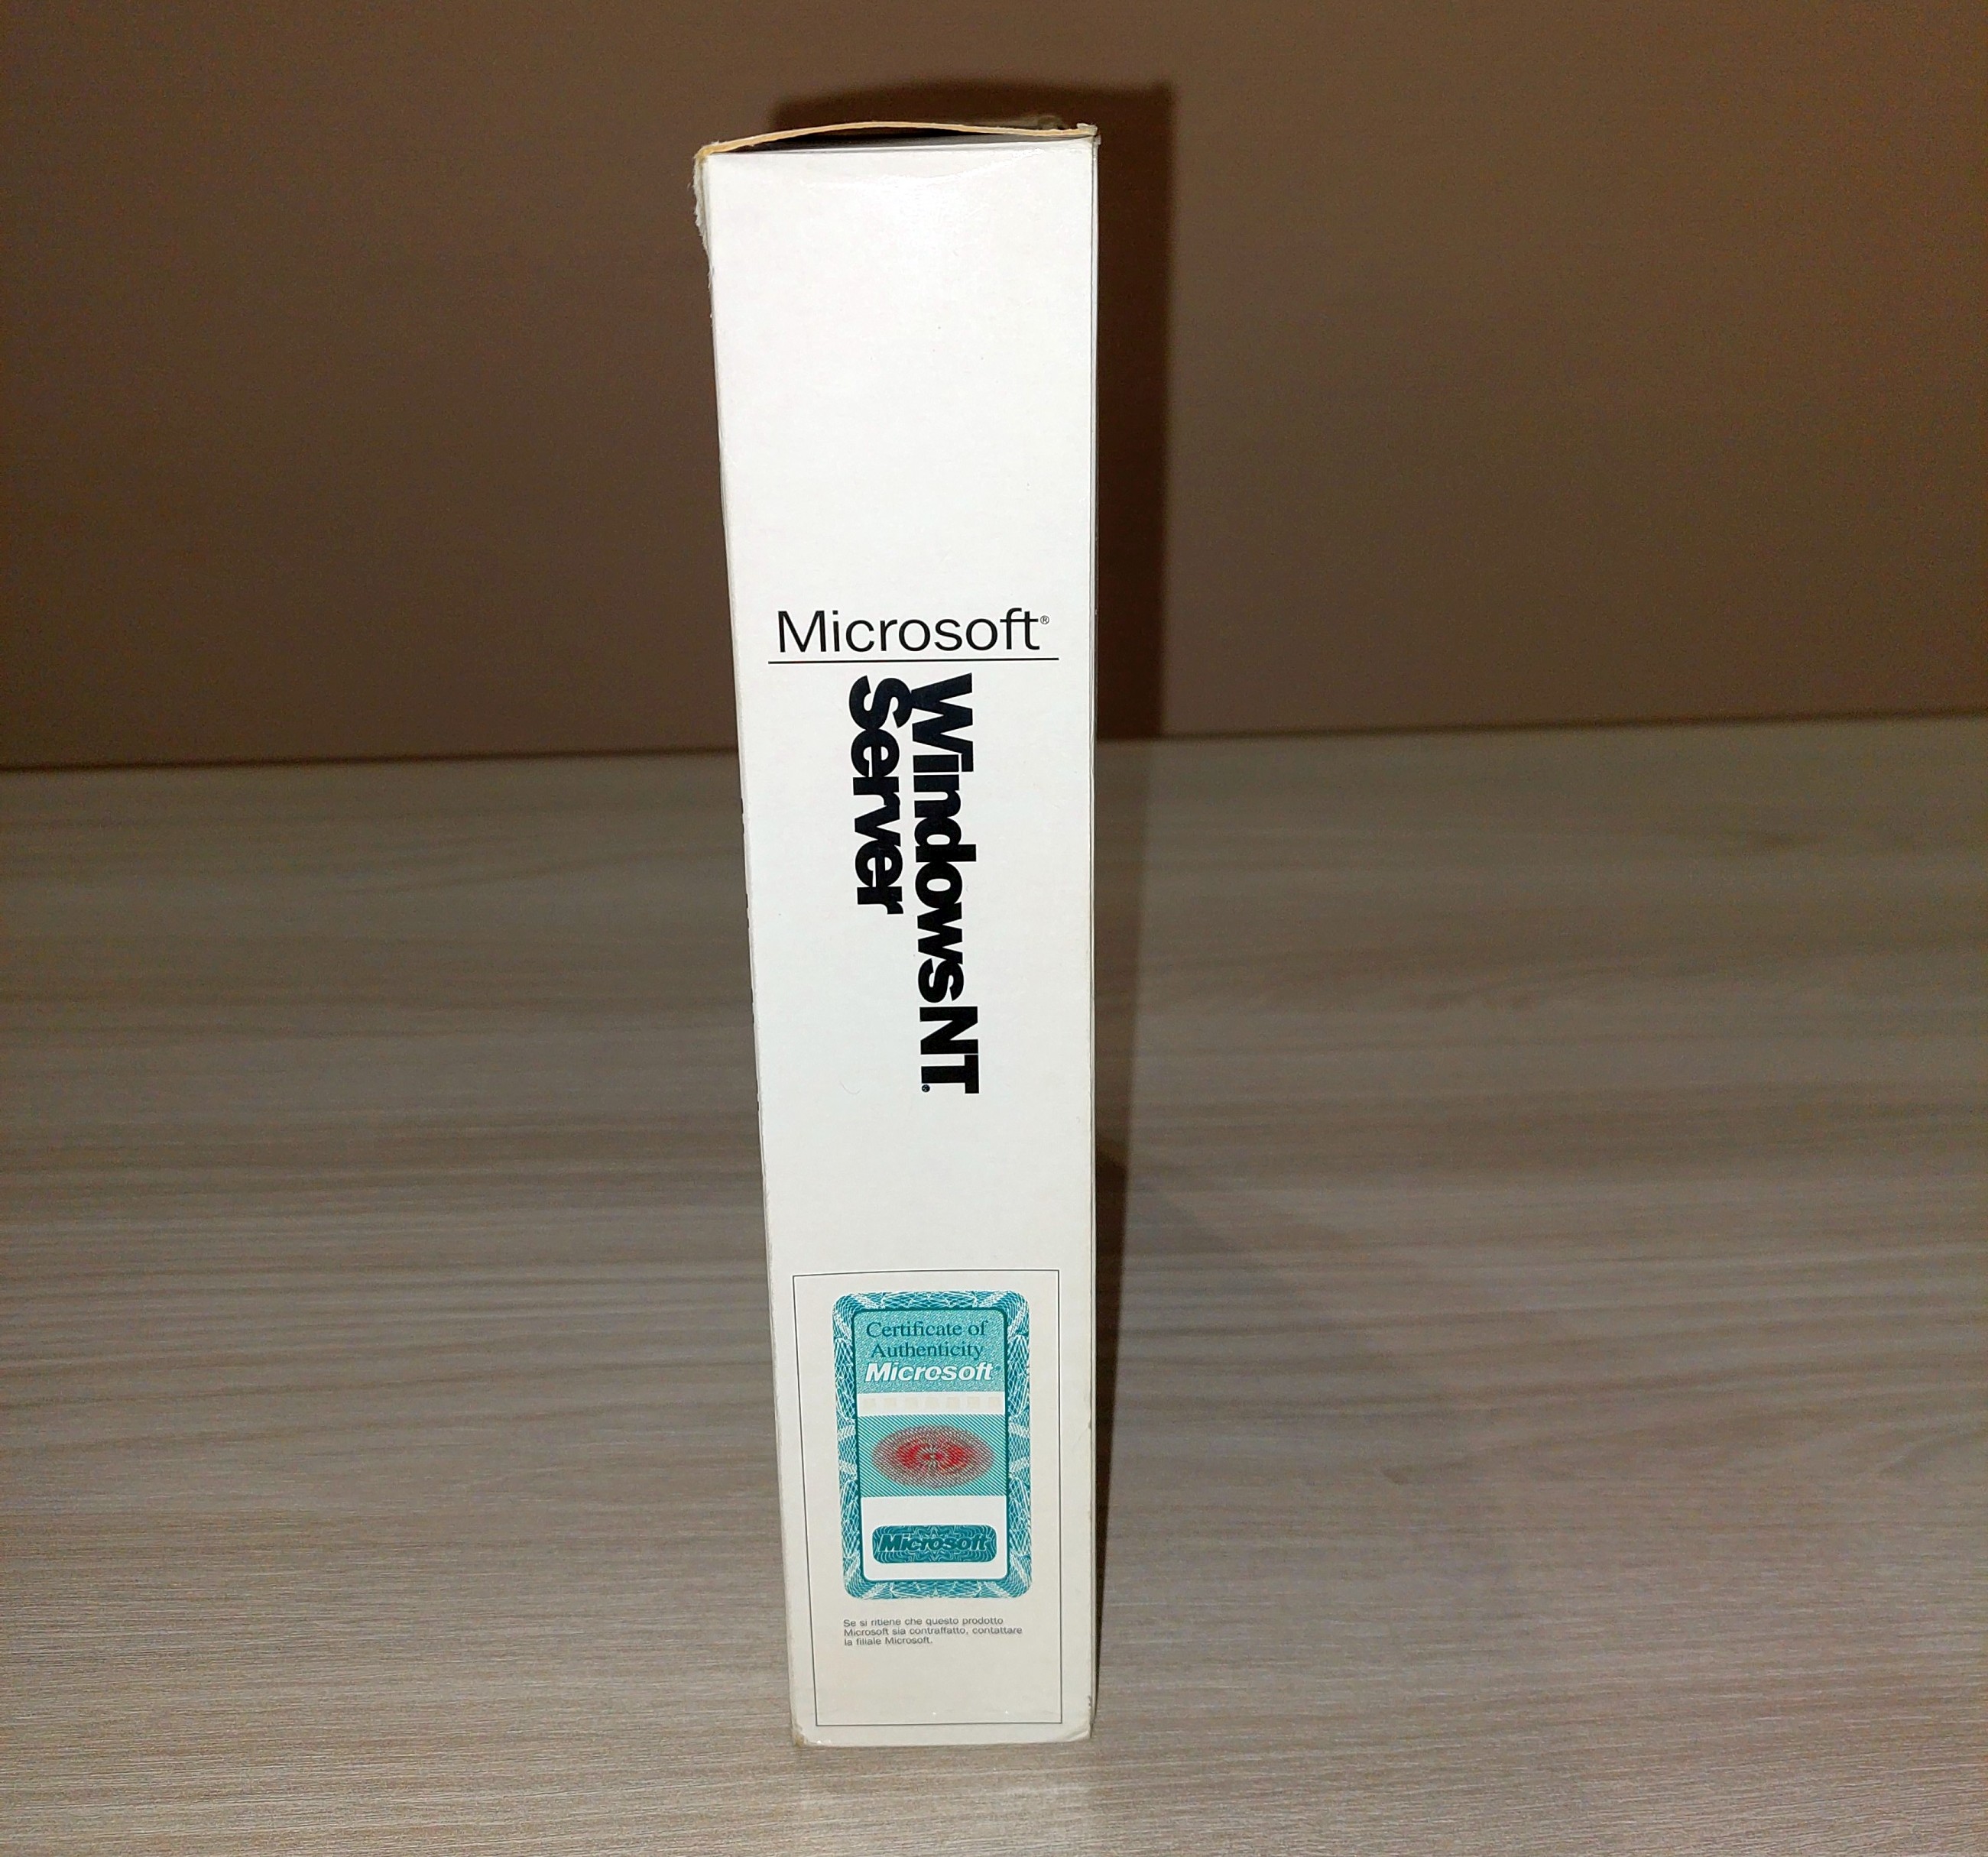 Microsoft®
Windows NT®
Server
Certificate of
Authenticity
Microsoft®
Microsoft
Se si ritiene che questo prodotto
Microsoft sia contraffatto, contattare
la filiale Microsoft.